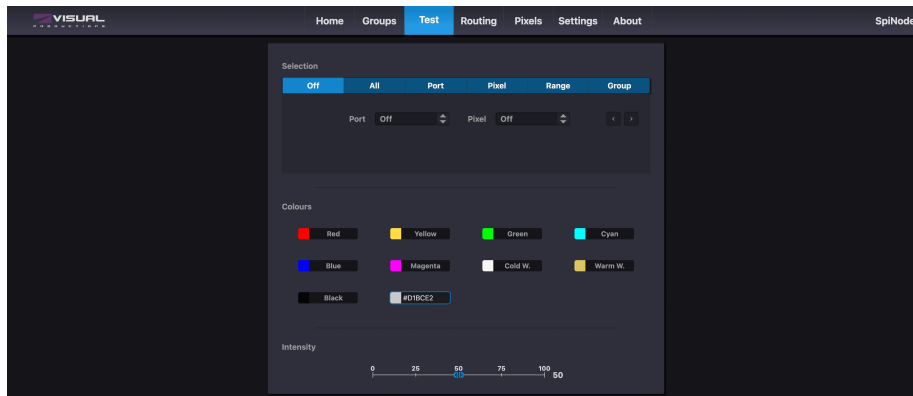 VISUAL
PRODUCTIONS
Home Groups Test Routing Pixels Settings About
SpiNode
Selection
Off All Port Pixel Range Group
Port Off Pixel Off
Colours
Red Yellow Green Cyan
Blue Magenta Cold W. Warm W.
Black #D1BCE2
Intensity
0 25 50 75 100
50